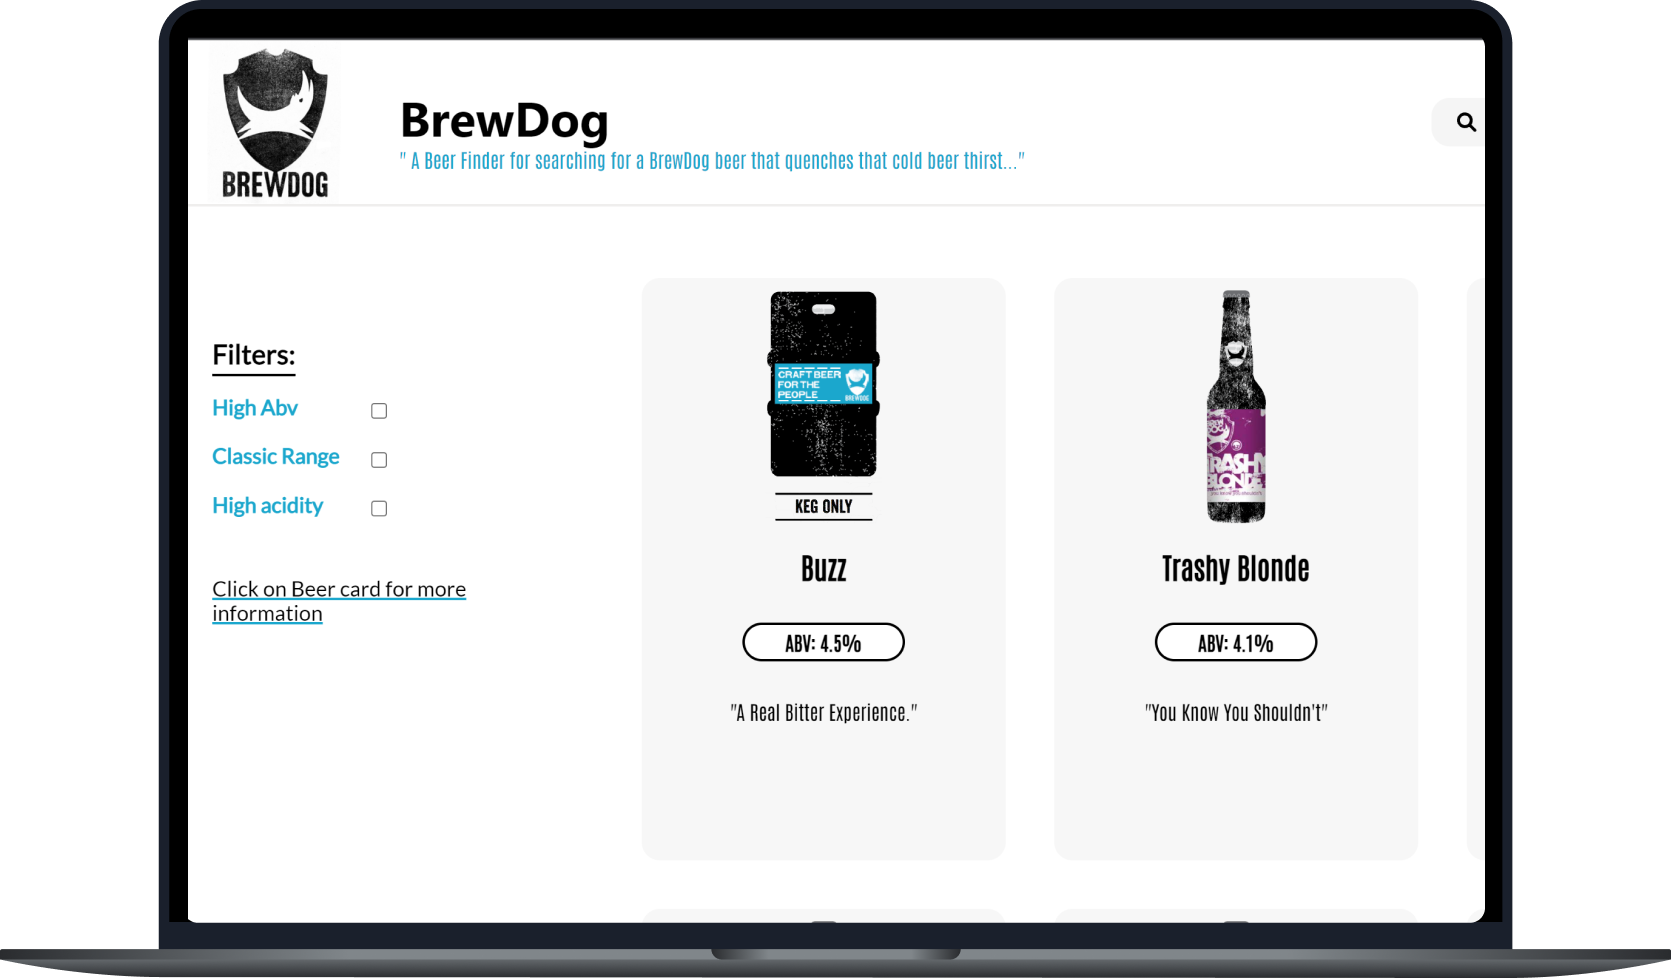 BREWDOG
BrewDog
" A Beer Finder for searching for a BrewDog beer that quenches that cold beer thirst..."
Filters:
High Abv
Classic Range
High acidity
Click on Beer card for more
information
CRAFT BEER
FOR THE
PEOPLE
BREWDOG
KEG ONLY
Buzz
ABV: 4.5%
"A Real Bitter Experience."
TRASHY
BLONDE
Trashy Blonde
ABV: 4.1%
"You Know You Shouldn't"